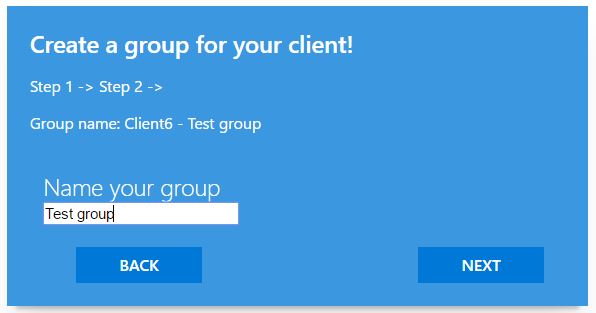 Create a group for your client!
Step 1 -> Step 2 ->
Group name: Client6 - Test group
Name your group
Test group
BACK
NEXT